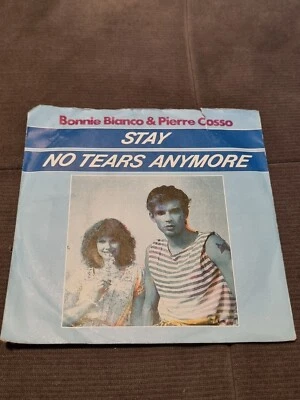 Bonnie Bianco & Pierre Cosso
STAY
NO TEARS ANYMORE